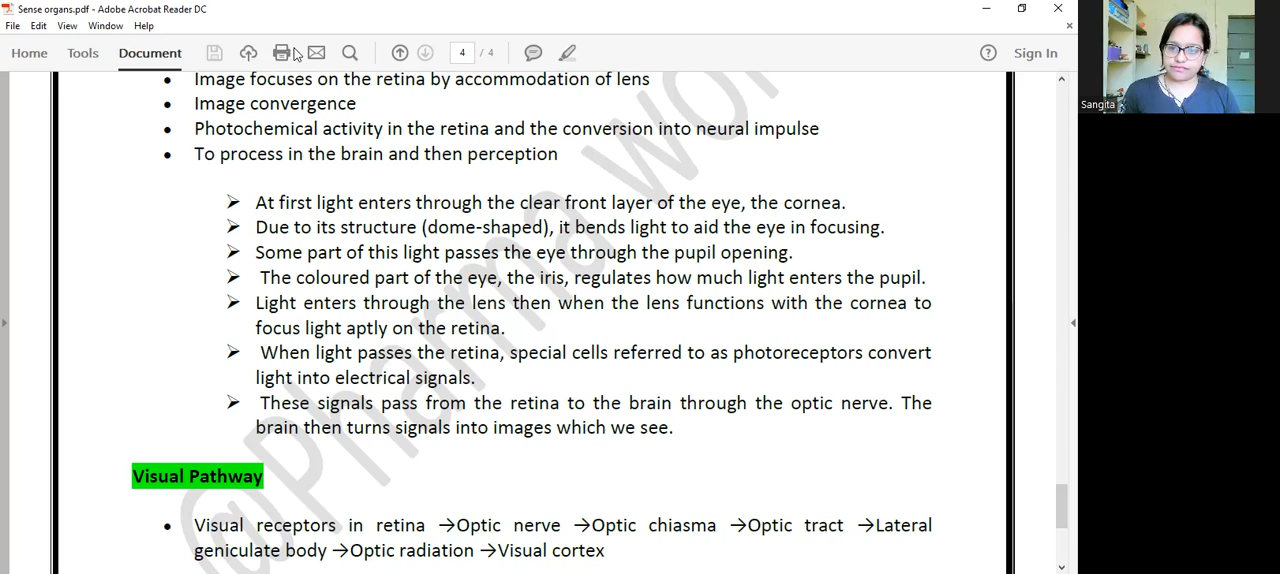 Sense organs.pdf - Adobe Acrobat Reader DC
File Edit View Window Help
Home Tools Document 4 / 4 Sign In
Image focuses on the retina by accommodation of lens
Image convergence
Photochemical activity in the retina and the conversion into neural impulse
To process in the brain and then perception
At first light enters through the clear front layer of the eye, the cornea.
Due to its structure (dome-shaped), it bends light to aid the eye in focusing.
Some part of this light passes the eye through the pupil opening.
The coloured part of the eye, the iris, regulates how much light enters the pupil.
Light enters through the lens then when the lens functions with the cornea to
focus light aptly on the retina.
When light passes the retina, special cells referred to as photoreceptors convert
light into electrical signals.
These signals pass from the retina to the brain through the optic nerve. The
brain then turns signals into images which we see.
Visual Pathway
Visual receptors in retina →Optic nerve →Optic chiasma →Optic tract →Lateral
geniculate body →Optic radiation →Visual cortex
@Pharma wor
Sangita